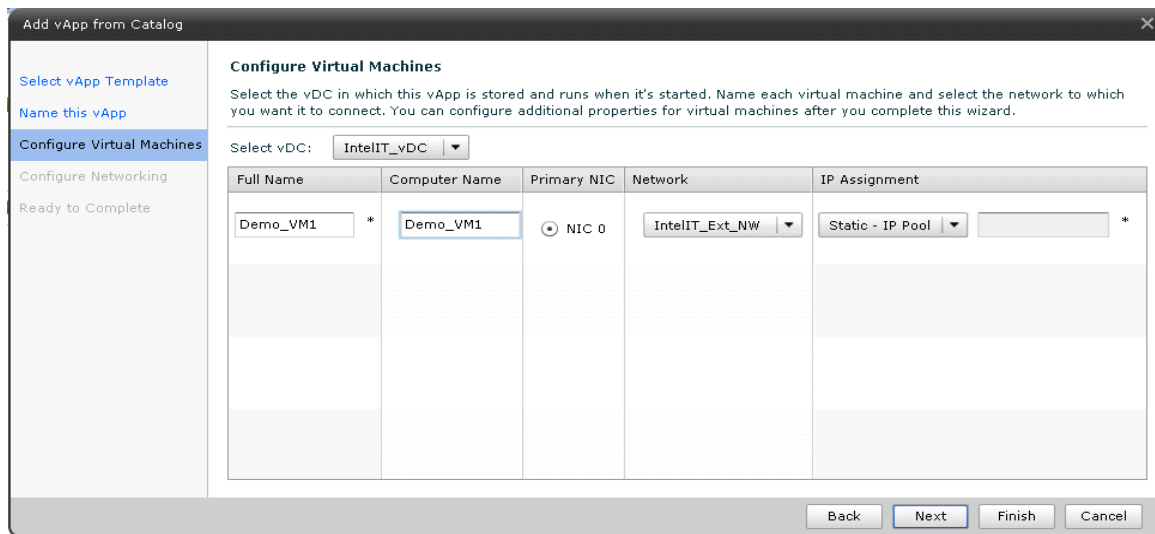 Add vApp from Catalog
Select vApp Template
Name this vApp
Configure Virtual Machines
Configure Networking
Ready to Complete
Configure Virtual Machines
Select the vDC in which this vApp is stored and runs when it's started. Name each virtual machine and select the network to which
you want it to connect. You can configure additional properties for virtual machines after you complete this wizard.
Select vDC: IntelIT_vDC
Full Name Computer Name Primary NIC Network IP Assignment
Demo_VM1 * Demo_VM1 NIC 0 IntelIT_Ext_NW Static - IP Pool *
Back Next Finish Cancel